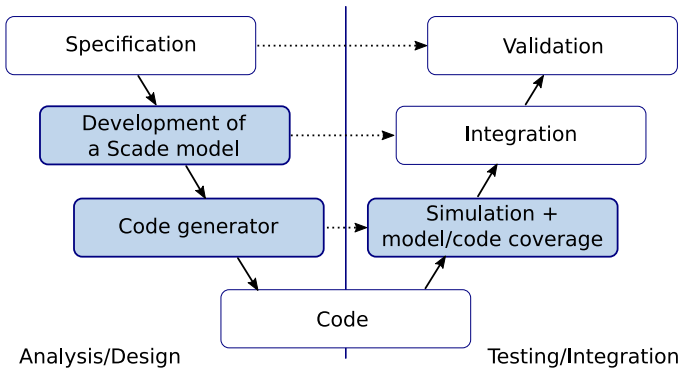 Specification
Validation
Development of
a Scade model
Integration
Code generator
Simulation +
model/code coverage
Code
Analysis/Design
Testing/Integration